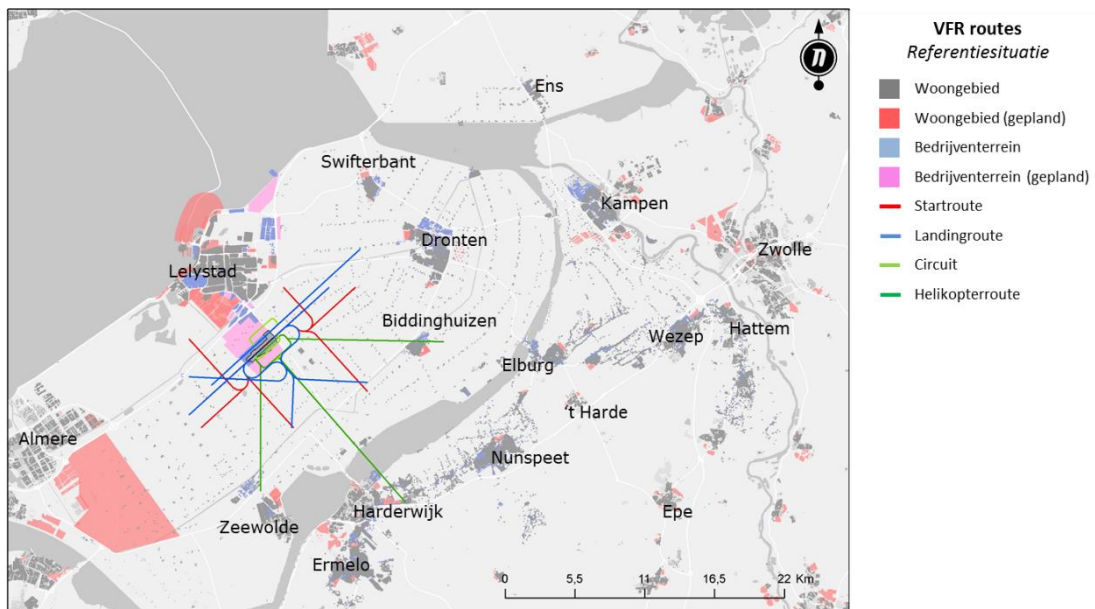 VFR routes
Referentiesituatie
Woongebied
Woongebied (gepland)
Bedrijventerrein
Bedrijventerrein (gepland)
Startroute
Landingroute
Circuit
Helikopterroute
n
Ens
Swifterbant
Kampen
Dronten
Zwolle
Lelystad
Biddinghuizen
Hattem
Wezep
Elburg
't Harde
Almere
Nunspeet
Harderwijk
Epe
Zeewolde
Ermelo
0 5,5 11 16,5 22 Km